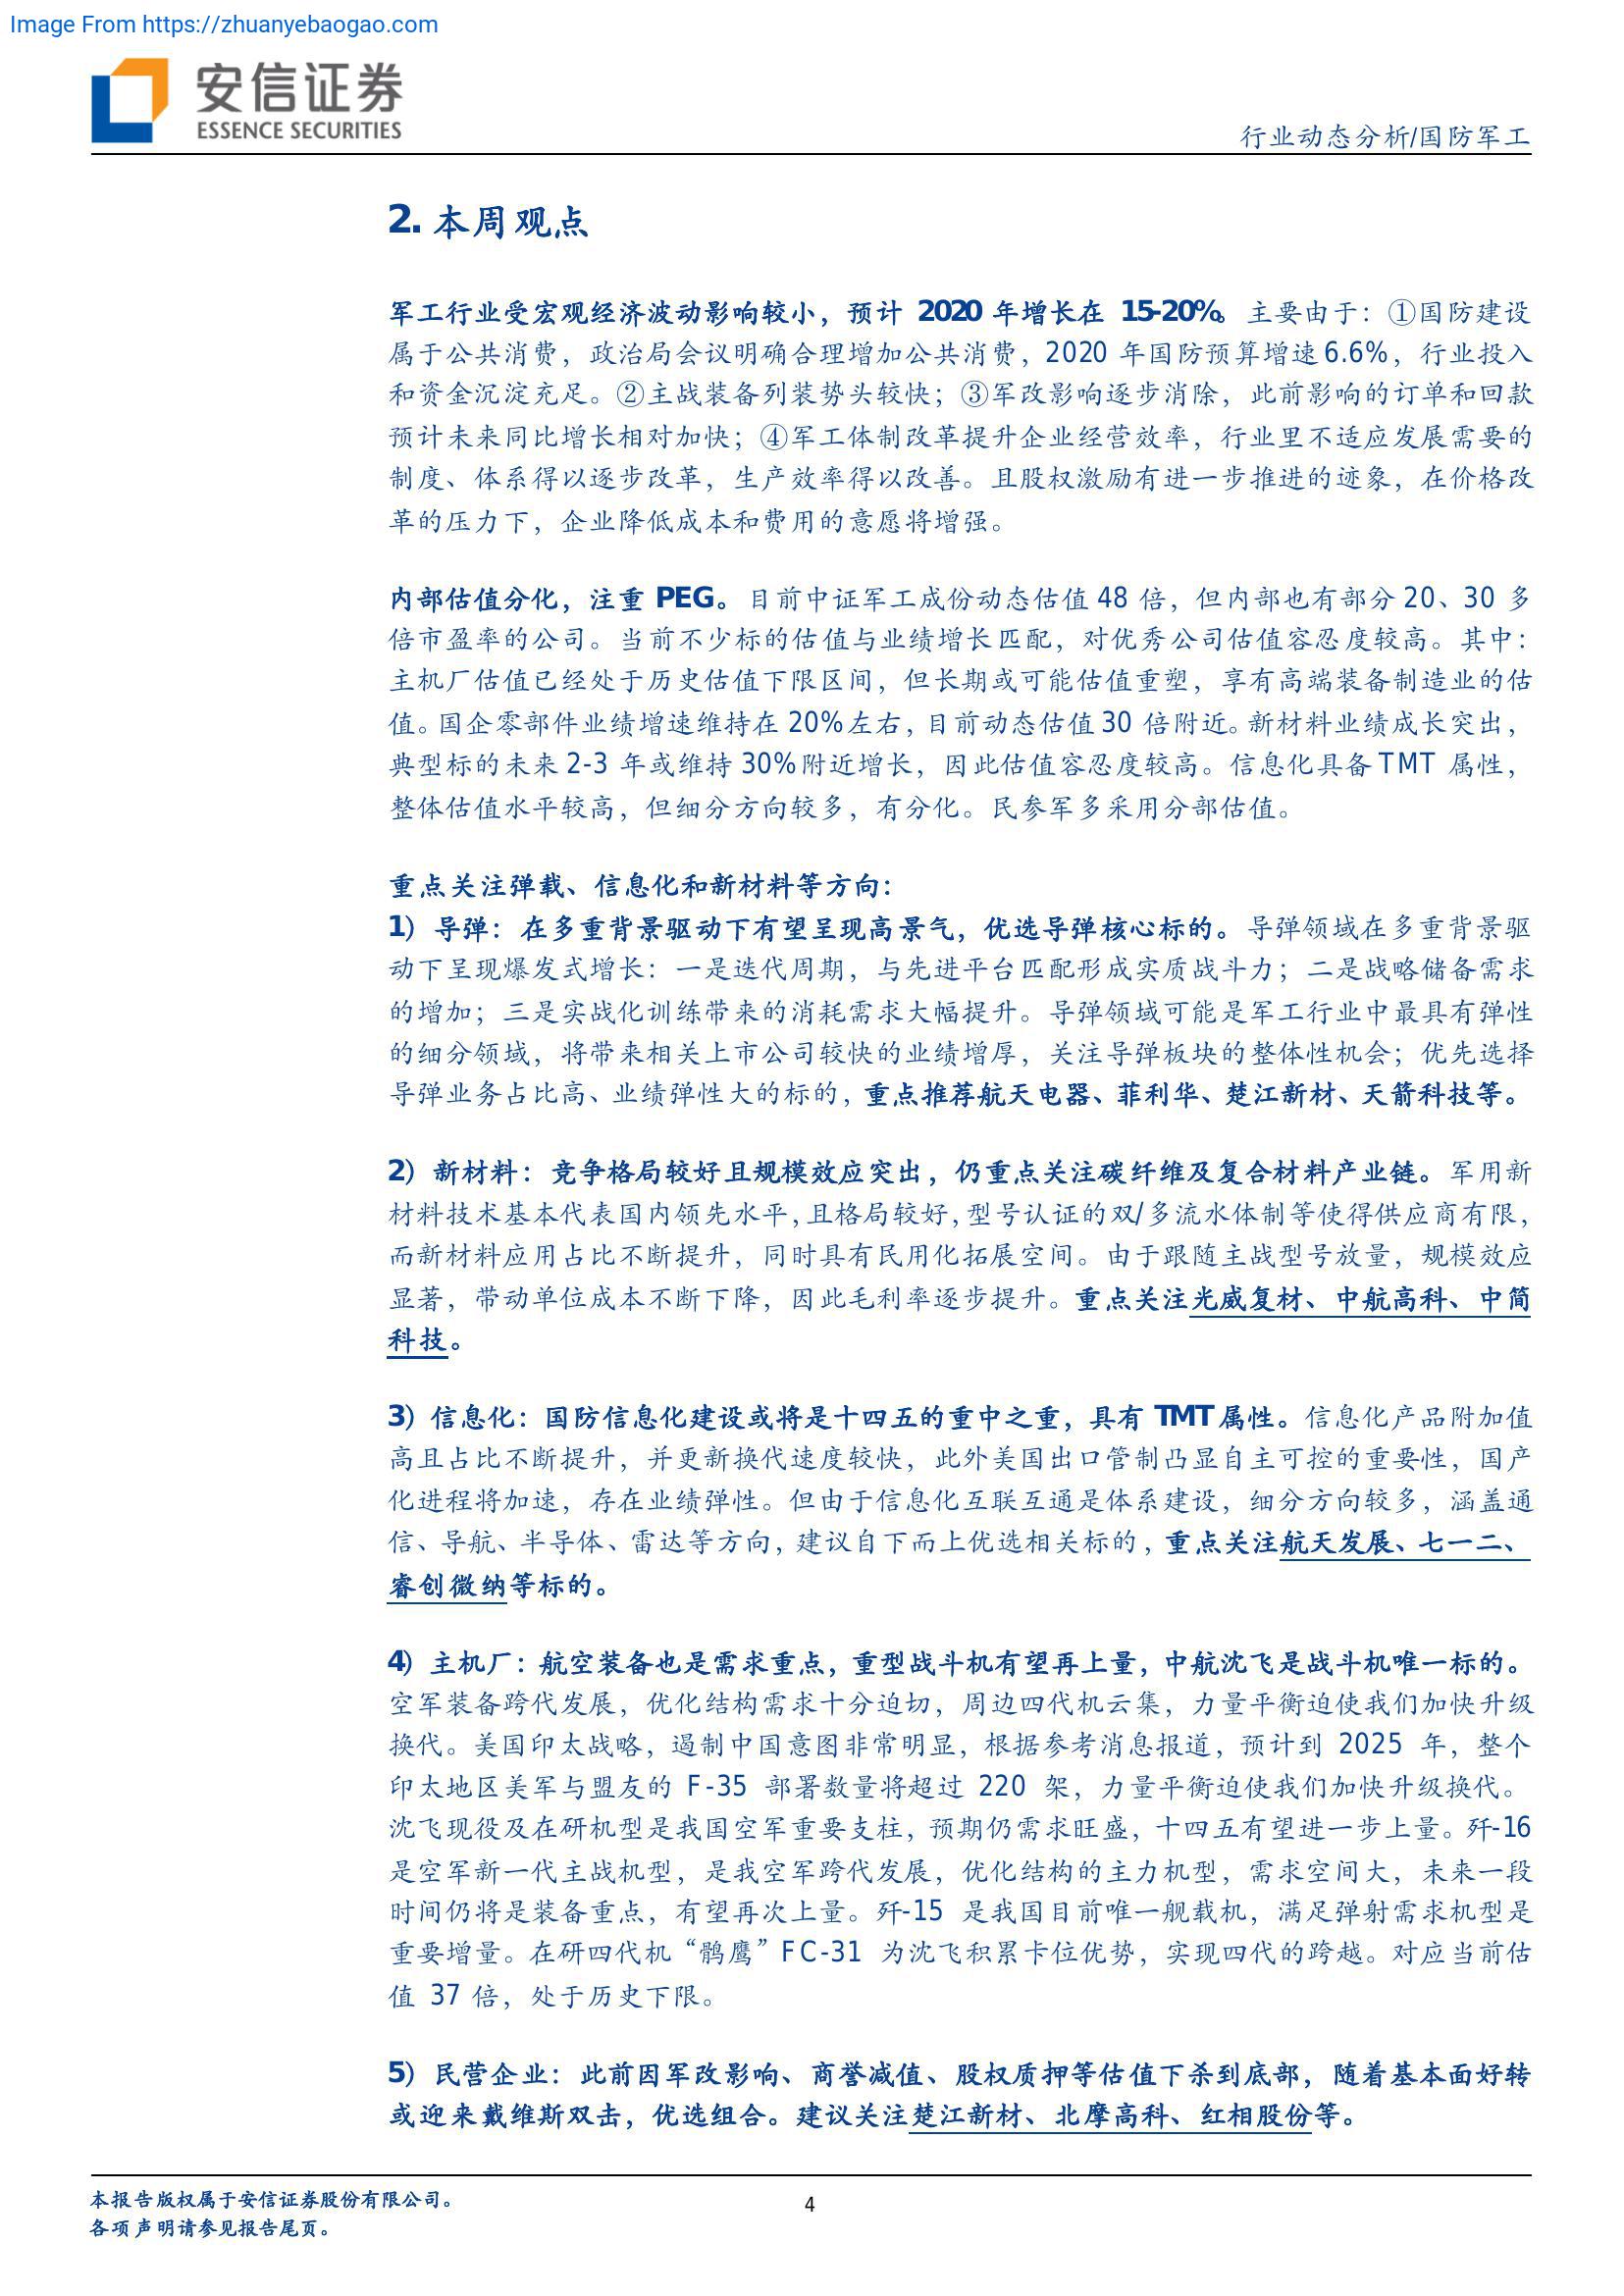 Image From https://zhuanyebaogao.com
安信证券
ESSENCE SECURITIES
行业动态分析/国防军工
2. 本周观点
军工行业受宏观经济波动影响较小，预计 2020 年增长在 15-20%。主要由于：①国防建设
属于公共消费，政治局会议明确合理增加公共消费，2020 年国防预算增速 6.6%，行业投入
和资金沉淀充足。②主战装备列装势头较快；③军改影响逐步消除，此前影响的订单和回款
预计未来同比增长相对加快；④军工体制改革提升企业经营效率，行业里不适应发展需要的
制度、体系得以逐步改革，生产效率得以改善。且股权激励有进一步推进的迹象，在价格改
革的压力下，企业降低成本和费用的意愿将增强。
内部估值分化，注重 PEG。目前中证军工成份动态估值 48 倍，但内部也有部分 20、30 多
倍市盈率的公司。当前不少标的估值与业绩增长匹配，对优秀公司估值容忍度较高。其中：
主机厂估值已经处于历史估值下限区间，但长期或可能估值重塑，享有高端装备制造业的估
值。国企零部件业绩增速维持在 20%左右，目前动态估值 30 倍附近。新材料业绩成长突出，
典型标的未来 2-3 年或维持 30%附近增长，因此估值容忍度较高。信息化具备 TMT 属性，
整体估值水平较高，但细分方向较多，有分化。民参军多采用分部估值。
重点关注弹载、信息化和新材料等方向：
1）导弹：在多重背景驱动下有望呈现高景气，优选导弹核心标的。导弹领域在多重背景驱
动下呈现爆发式增长：一是迭代周期，与先进平台匹配形成实质战斗力；二是战略储备需求
的增加；三是实战化训练带来的消耗需求大幅提升。导弹领域可能是军工行业中最具有弹性
的细分领域，将带来相关上市公司较快的业绩增厚，关注导弹板块的整体性机会；优先选择
导弹业务占比高、业绩弹性大的标的，重点推荐航天电器、菲利华、楚江新材、天箭科技等。
2）新材料：竞争格局较好且规模效应突出，仍重点关注碳纤维及复合材料产业链。军用新
材料技术基本代表国内领先水平，且格局较好，型号认证的双/多流水体制等使得供应商有限，
而新材料应用占比不断提升，同时具有民用化拓展空间。由于跟随主战型号放量，规模效应
显著，带动单位成本不断下降，因此毛利率逐步提升。重点关注光威复材、中航高科、中简
科技。
3）信息化：国防信息化建设或将是十四五的重中之重，具有 TMT 属性。信息化产品附加值
高且占比不断提升，并更新换代速度较快，此外美国出口管制凸显自主可控的重要性，国产
化进程将加速，存在业绩弹性。但由于信息化互联互通是体系建设，细分方向较多，涵盖通
信、导航、半导体、雷达等方向，建议自下而上优选相关标的，重点关注航天发展、七一二、
睿创微纳等标的。
4）主机厂：航空装备也是需求重点，重型战斗机有望再上量，中航沈飞是战斗机唯一标的。
空军装备跨代发展，优化结构需求十分迫切，周边四代机云集，力量平衡迫使我们加快升级
换代。美国印太战略，遏制中国意图非常明显，根据参考消息报道，预计到 2025 年，整个
印太地区美军与盟友的 F-35 部署数量将超过 220 架，力量平衡迫使我们加快升级换代。
沈飞现役及在研机型是我国空军重要支柱，预期仍需求旺盛，十四五有望进一步上量。歼-16
是空军新一代主战机型，是我空军跨代发展，优化结构的主力机型，需求空间大，未来一段
时间仍将是装备重点，有望再次上量。歼-15 是我国目前唯一舰载机，满足弹射需求机型是
重要增量。在研四代机“鹘鹰”FC-31 为沈飞积累卡位优势，实现四代的跨越。对应当前估
值 37 倍，处于历史下限。
5）民营企业：此前因军改影响、商誉减值、股权质押等估值下杀到底部，随着基本面好转
或迎来戴维斯双击，优选组合。建议关注楚江新材、北摩高科、红相股份等。
本报告版权属于安信证券股份有限公司。
4
各项声明请参见报告尾页。